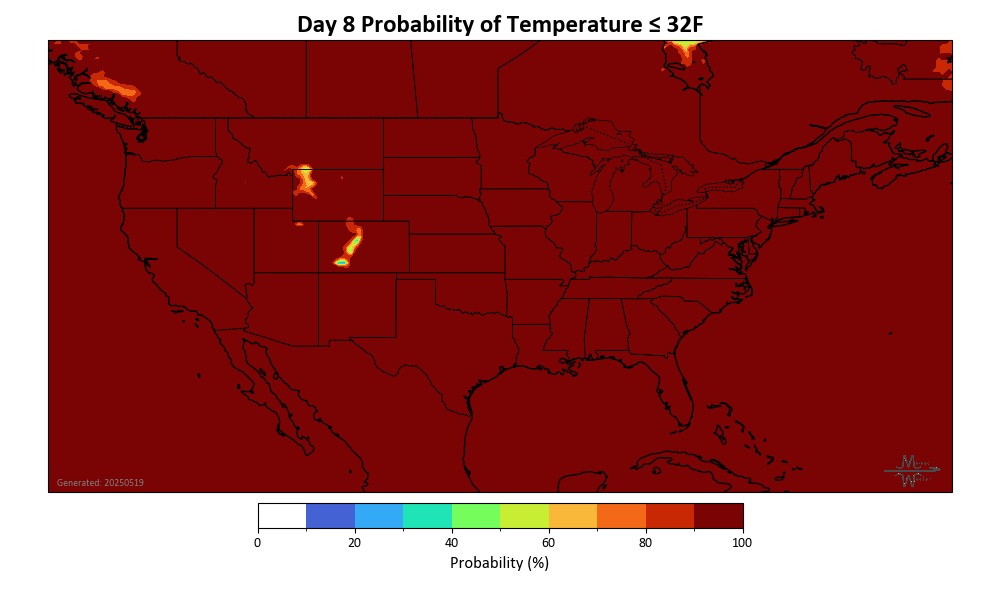 Day 8 Probability of Temperature ≤ 32F
Generated: 20250519
0 20 40 60 80 100
Probability (%)